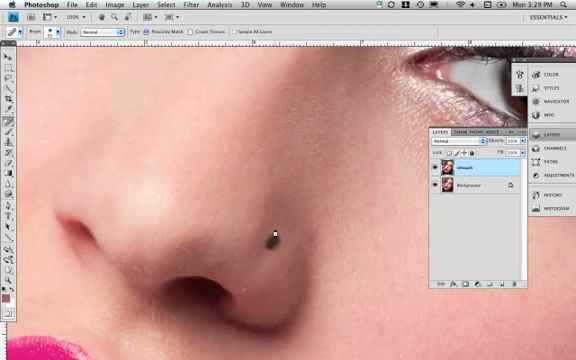 Photoshop File Edit Image Layer Select Filter Analysis 3D View Window Help Mon 3:29 PM
100% ESSENTIALS
Brush: Mode: Normal Type: Proximity Match Create Texture Sample All Layers
COLOR
STYLES
NAVIGATOR
INFO
LAYERS
CHANNELS
PATHS
ADJUSTMENTS
HISTORY
HISTOGRAM
LAYERS
Normal Opacity: 100%
Lock: Fill: 100%
retouch
Background